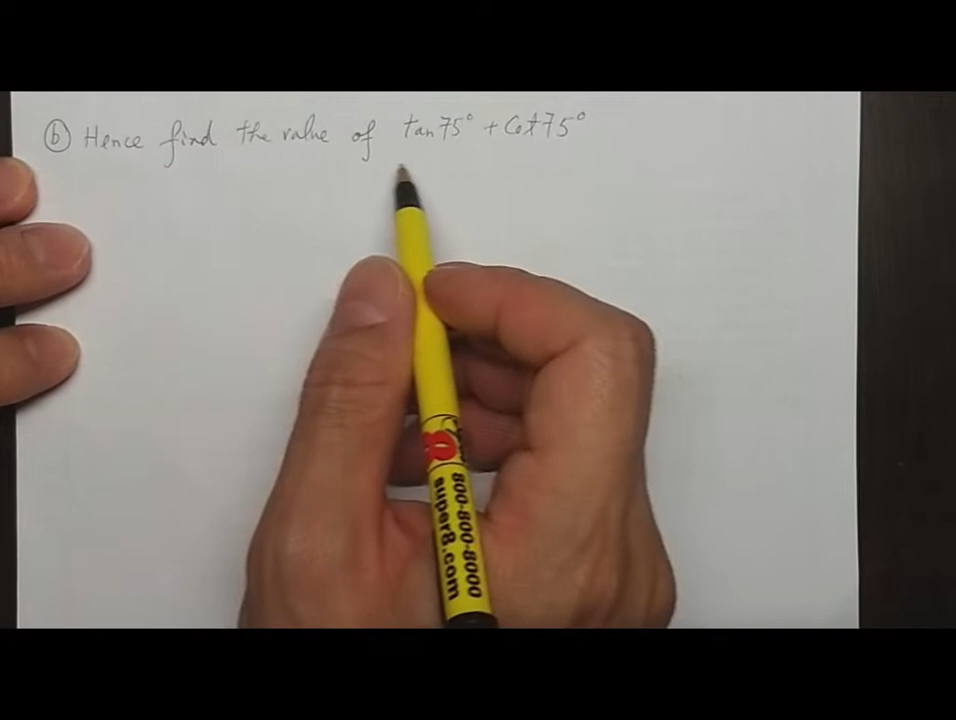 ⓑ Hence find the value of tan75° + Cot75°
800-800-8000
super8.com